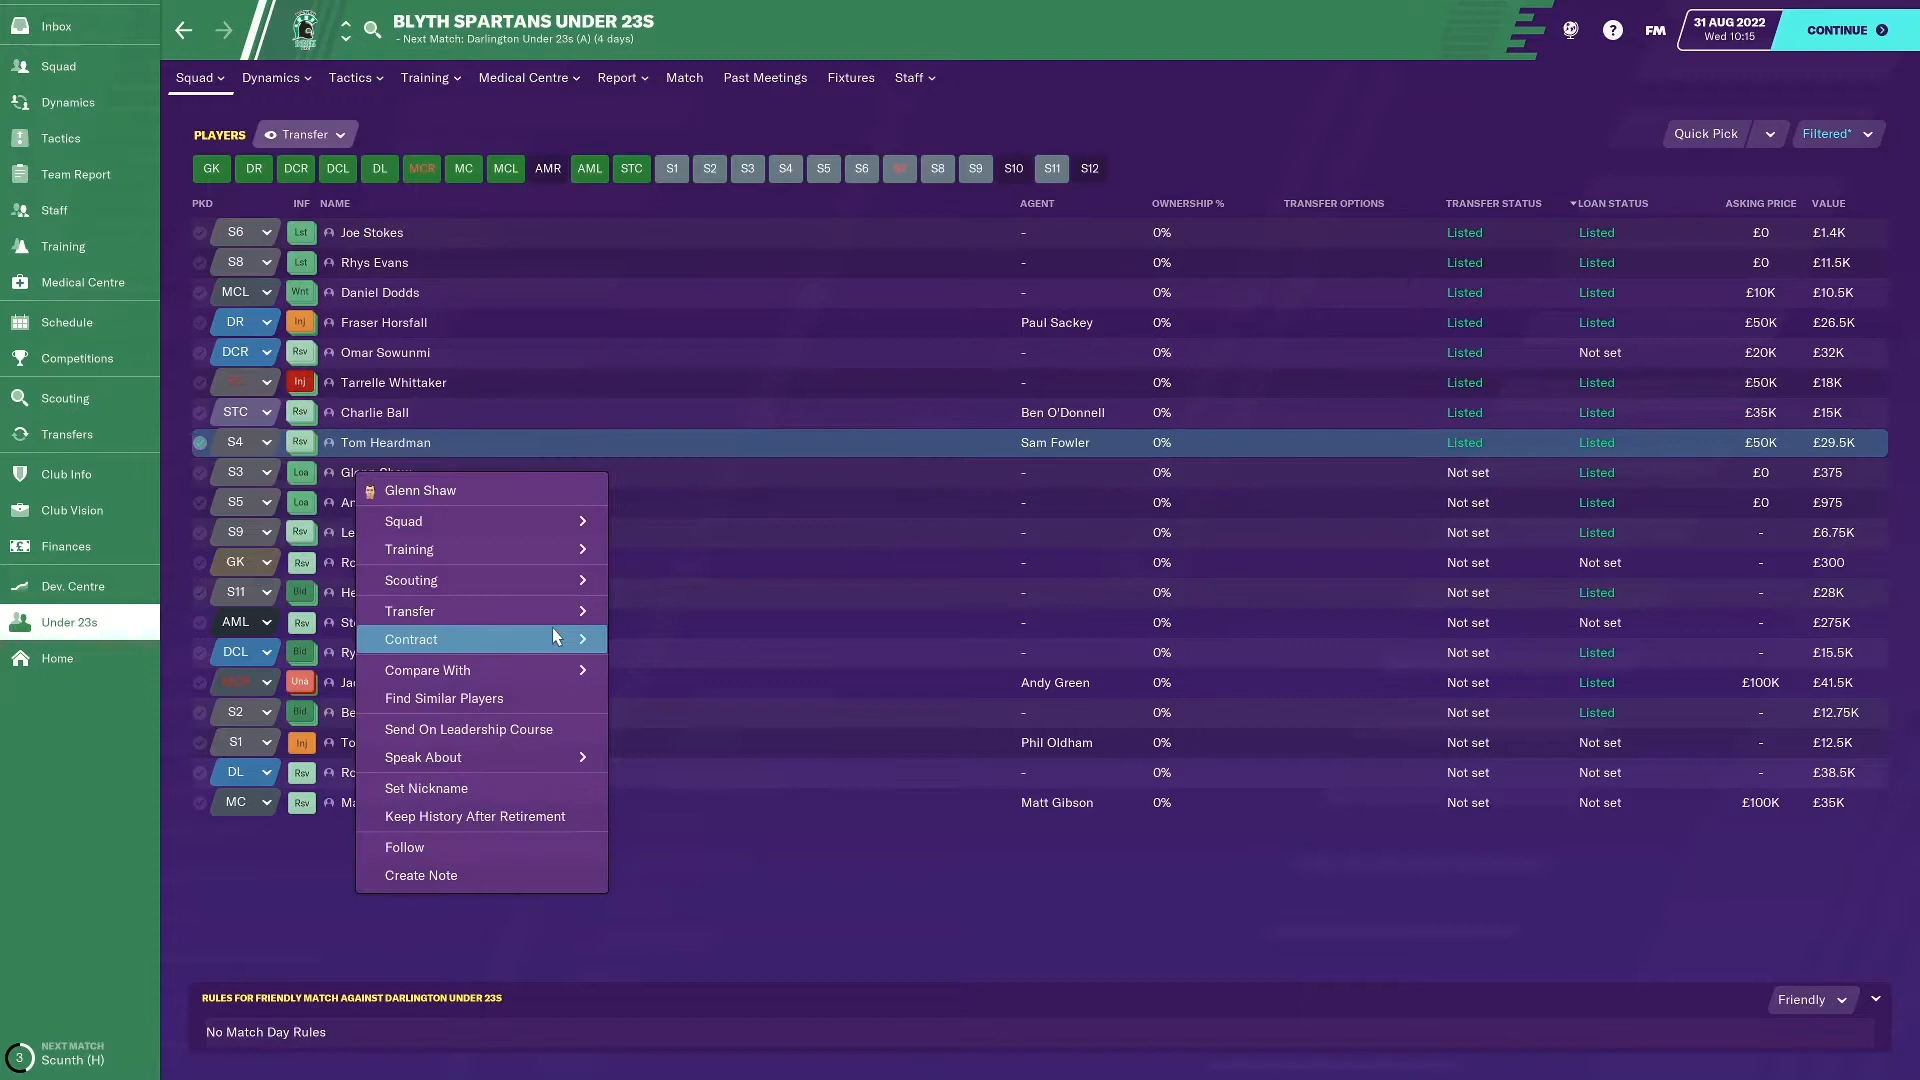 Inbox
Squad
Dynamics
Tactics
Team Report
Staff
Training
Medical Centre
Schedule
Competitions
Scouting
Transfers
Club Info
Club Vision
Finances
Dev. Centre
Under 23s
Home
3 NEXT MATCH
Scunth (H)
BLYTH SPARTANS UNDER 23S
- Next Match: Darlington Under 23s (A) (4 days)
? FM 31 AUG 2022
Wed 10:15
CONTINUE
Squad Dynamics Tactics Training Medical Centre Report Match Past Meetings Fixtures Staff
PLAYERS Transfer Quick Pick Filtered*
GK DR DCR DCL DL MCR MC MCL AMR AML STC S1 S2 S3 S4 S5 S6 S7 S8 S9 S10 S11 S12
PKD INF NAME AGENT OWNERSHIP % TRANSFER OPTIONS TRANSFER STATUS LOAN STATUS ASKING PRICE VALUE
S6 Lst Joe Stokes - 0% Listed Listed £0 £1.4K
S8 Lst Rhys Evans - 0% Listed Listed £0 £11.5K
MCL Wnt Daniel Dodds - 0% Listed Listed £10K £10.5K
DR Inj Fraser Horsfall Paul Sackey 0% Listed Listed £50K £26.5K
DCR Rsv Omar Sowunmi - 0% Listed Not set £20K £32K
Inj Tarrelle Whittaker - 0% Listed Listed £50K £18K
STC Rsv Charlie Ball Ben O'Donnell 0% Listed Listed £35K £15K
S4 Rsv Tom Heardman Sam Fowler 0% Listed Listed £50K £29.5K
S3 Loa Glenn Shaw - 0% Not set Listed £0 £375
S5 Loa - 0% Not set Listed £0 £975
S9 Rsv Le - 0% Not set Listed - £6.75K
GK Rsv - 0% Not set Not set - £300
S11 Bid He - 0% Not set Listed - £28K
AML Rsv - 0% Not set Not set - £275K
DCL Bid Ry - 0% Not set Listed - £15.5K
Una Ja Andy Green 0% Not set Listed £100K £41.5K
S2 Bid Be - 0% Not set Listed - £12.75K
S1 Inj To Phil Oldham 0% Not set Not set - £12.5K
DL Rsv - 0% Not set Not set - £38.5K
MC Rsv Ma Matt Gibson 0% Not set Not set £100K £35K
Glenn Shaw
Squad
Training
Scouting
Transfer
Contract
Compare With
Find Similar Players
Send On Leadership Course
Speak About
Set Nickname
Keep History After Retirement
Follow
Create Note
RULES FOR FRIENDLY MATCH AGAINST DARLINGTON UNDER 23S Friendly
No Match Day Rules